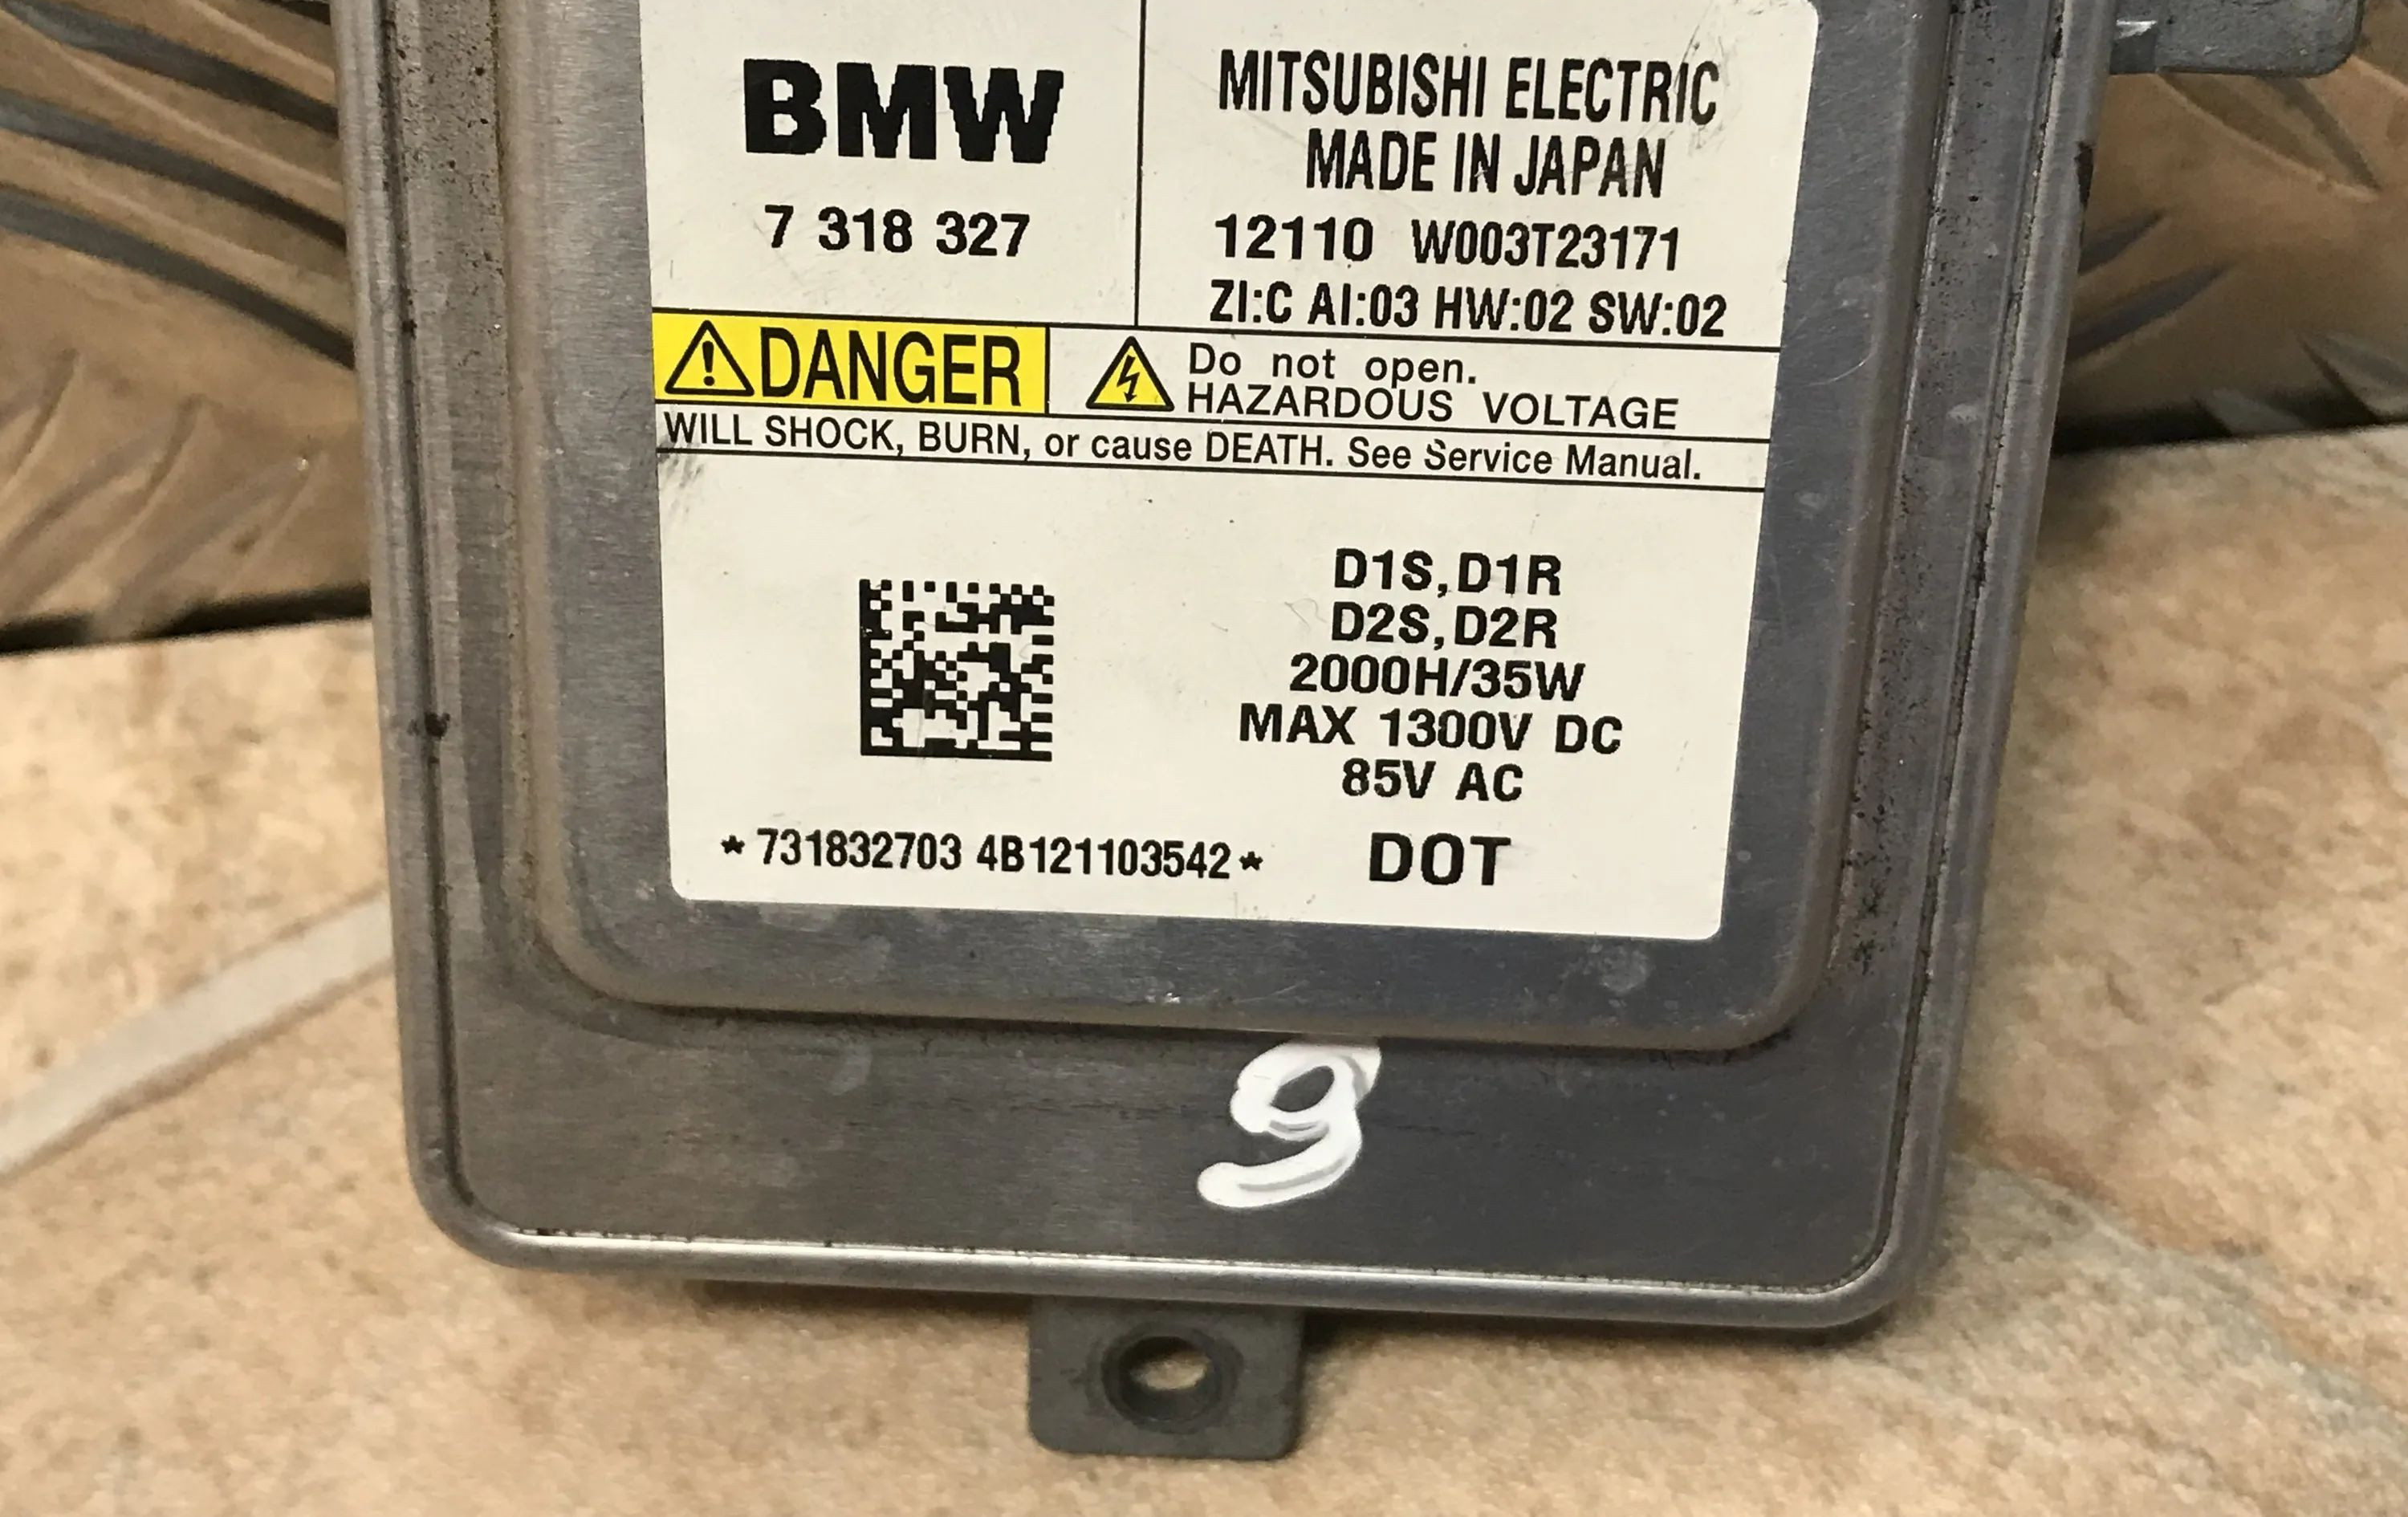 BMW
7 318 327
MITSUBISHI ELECTRIC
MADE IN JAPAN
12110 W003T23171
ZI:C AI:03 HW:02 SW:02
DANGER
Do not open.
HAZARDOUS VOLTAGE
WILL SHOCK, BURN, or cause DEATH. See Service Manual.
D1S,D1R
D2S,D2R
2000H/35W
MAX 1300V DC
85V AC
*731832703 4B121103542*
DOT
9